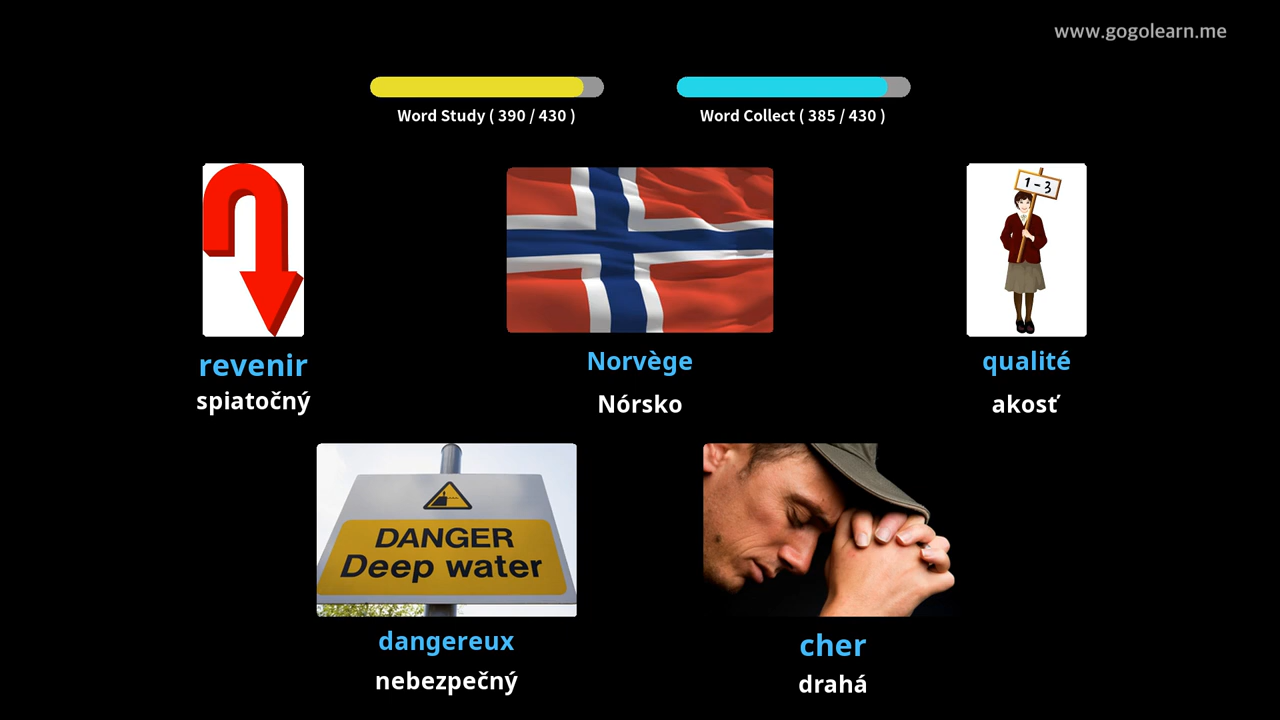 www.gogolearn.me
Word Study ( 390 / 430 )
Word Collect ( 385 / 430 )
1 - 3
revenir
spiatočný
Norvège
Nórsko
qualité
akosť
DANGER
Deep water
dangereux
nebezpečný
cher
drahá